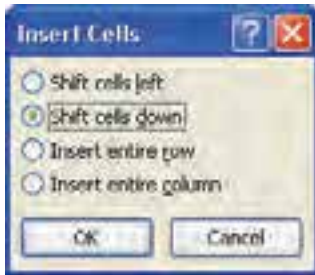 Insert Cells
Shift cells left
Shift cells down
Insert entire row
Insert entire column
OK
Cancel